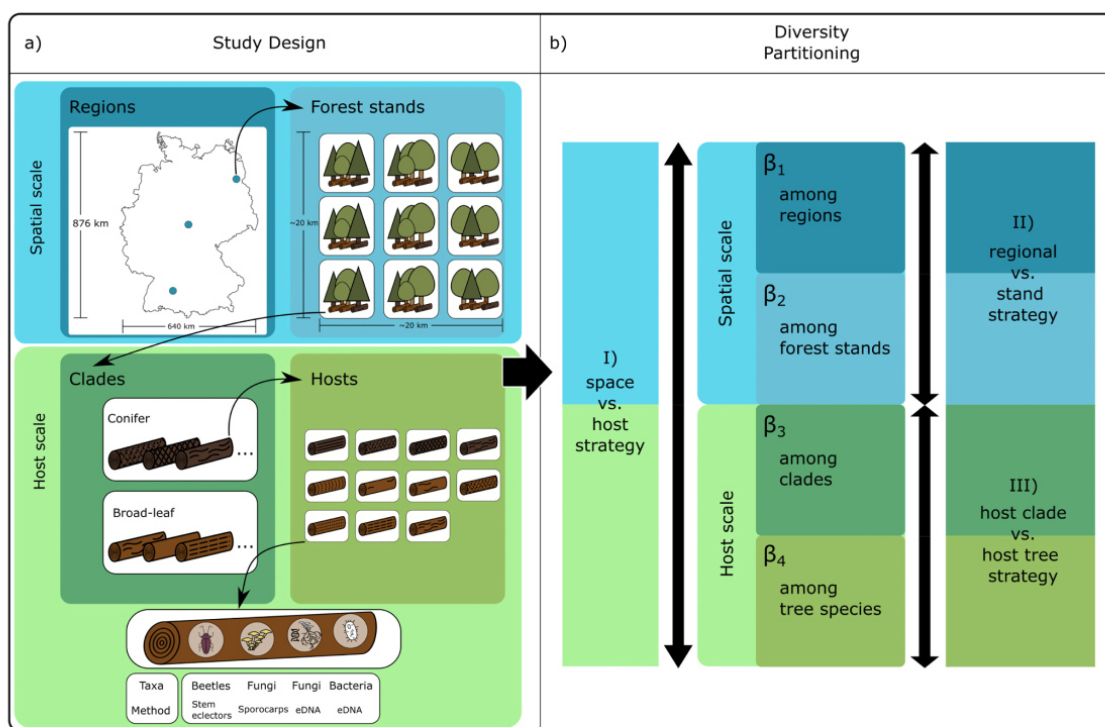 a)
Study Design
Spatial scale
Regions
876 km
640 km
Forest stands
~20 km
~20 km
Host scale
Clades
Conifer
...
Broad-leaf
...
Hosts
Taxa
Beetles
Fungi
Fungi
Bacteria
Method
Stem
eclectors
Sporocarps
eDNA
eDNA
b)
Diversity
Partitioning
I)
space
vs.
host
strategy
Spatial scale
β1
among
regions
β2
among
forest stands
Host scale
β3
among
clades
β4
among
tree species
II)
regional
vs.
stand
strategy
III)
host clade
vs.
host tree
strategy